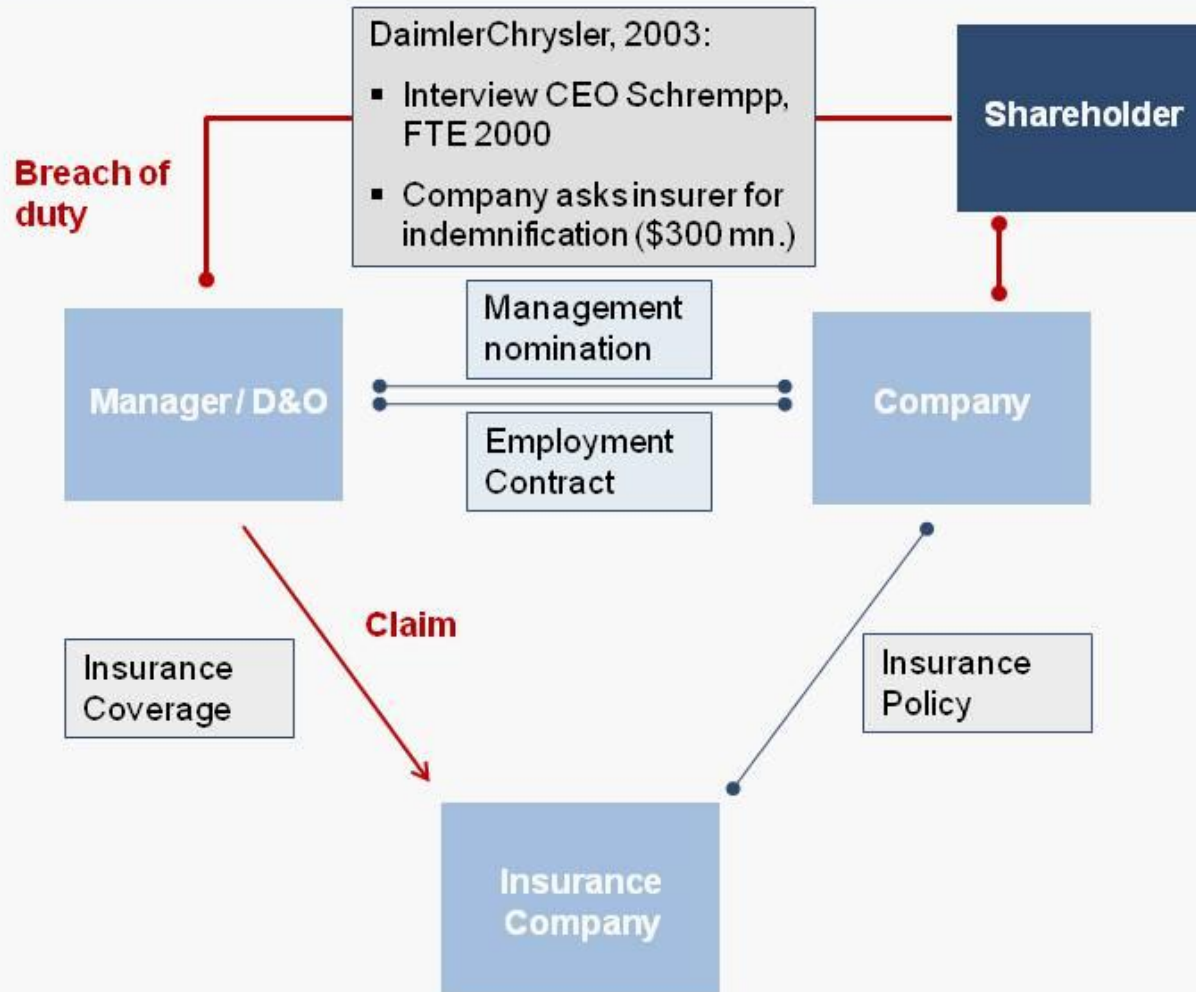 DaimlerChrysler, 2003:
▪ Interview CEO Schrempp,
FTE 2000
▪ Company asks insurer for
indemnification ($300 mn.)
Shareholder
Breach of
duty
Management
nomination
Manager / D&O
Company
Employment
Contract
Claim
Insurance
Coverage
Insurance
Policy
Insurance
Company